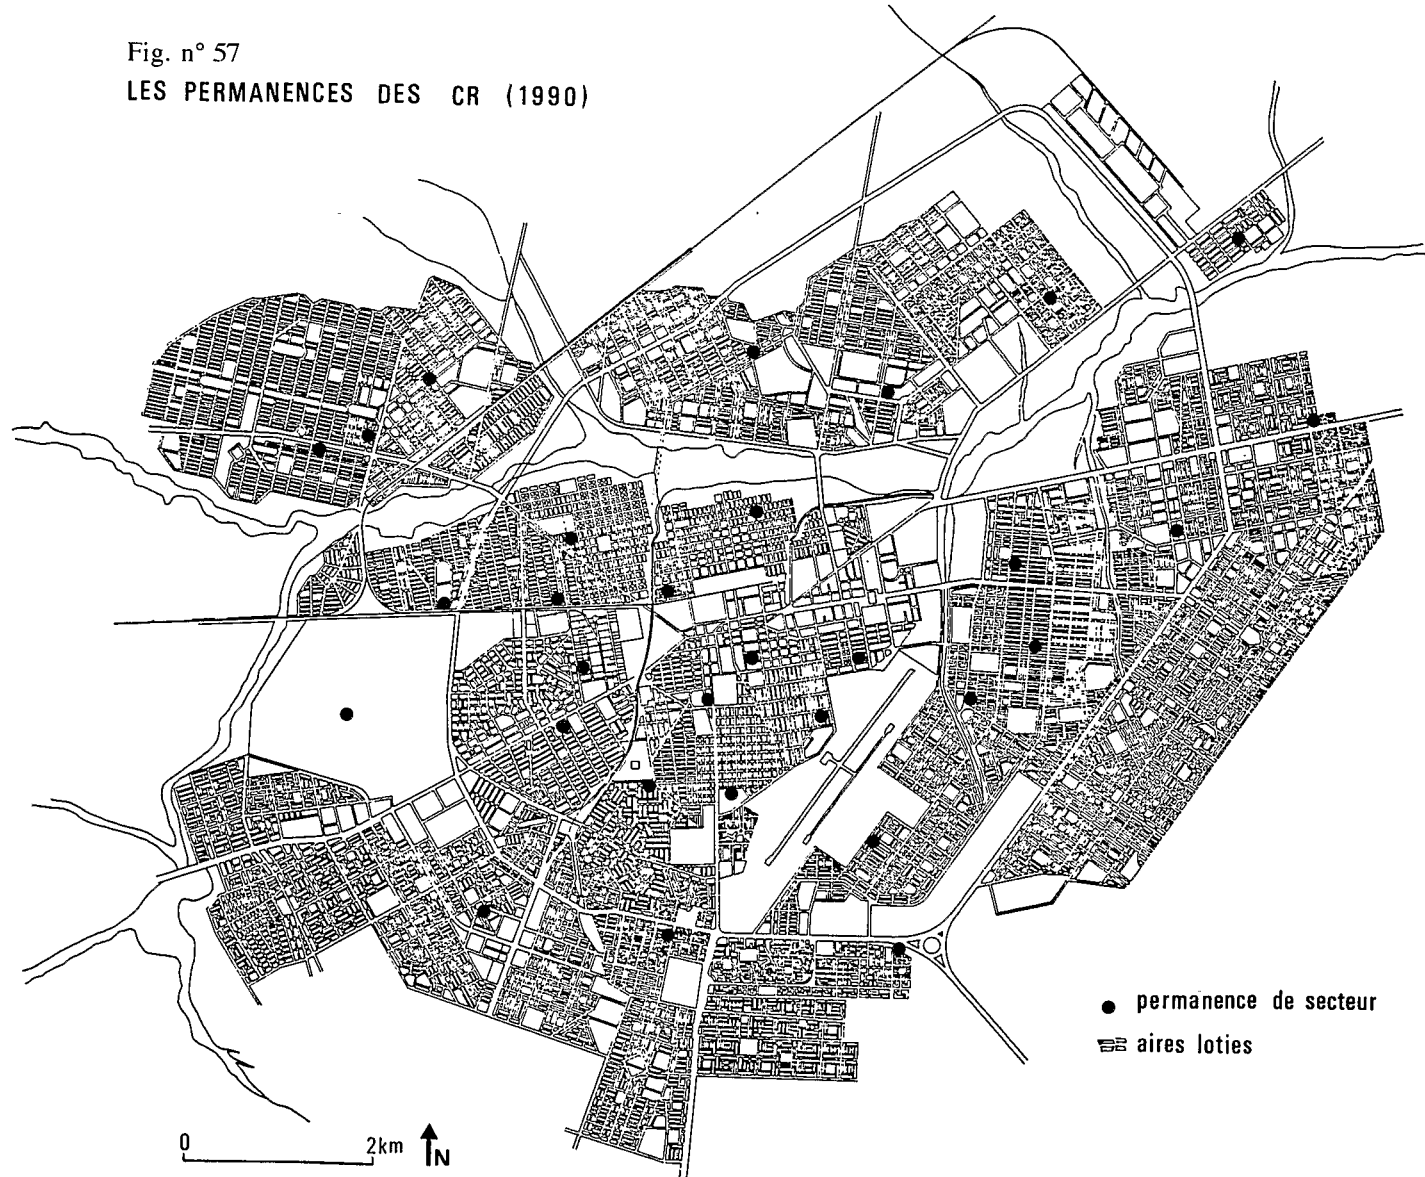 Fig. n° 57
LES PERMANENCES DES CR (1990)
permanence de secteur
aires loties
0 2km N